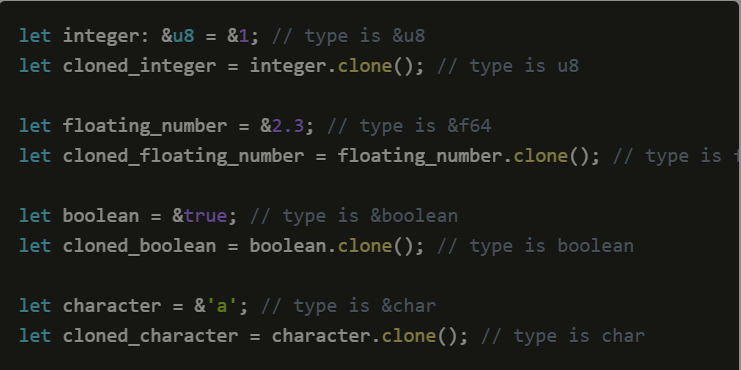 let integer: &u8 = &1; // type is &u8
let cloned_integer = integer.clone(); // type is u8
let floating_number = &2.3; // type is &f64
let cloned_floating_number = floating_number.clone(); // type is
let boolean = &true; // type is &boolean
let cloned_boolean = boolean.clone(); // type is boolean
let character = &'a'; // type is &char
let cloned_character = character.clone(); // type is char